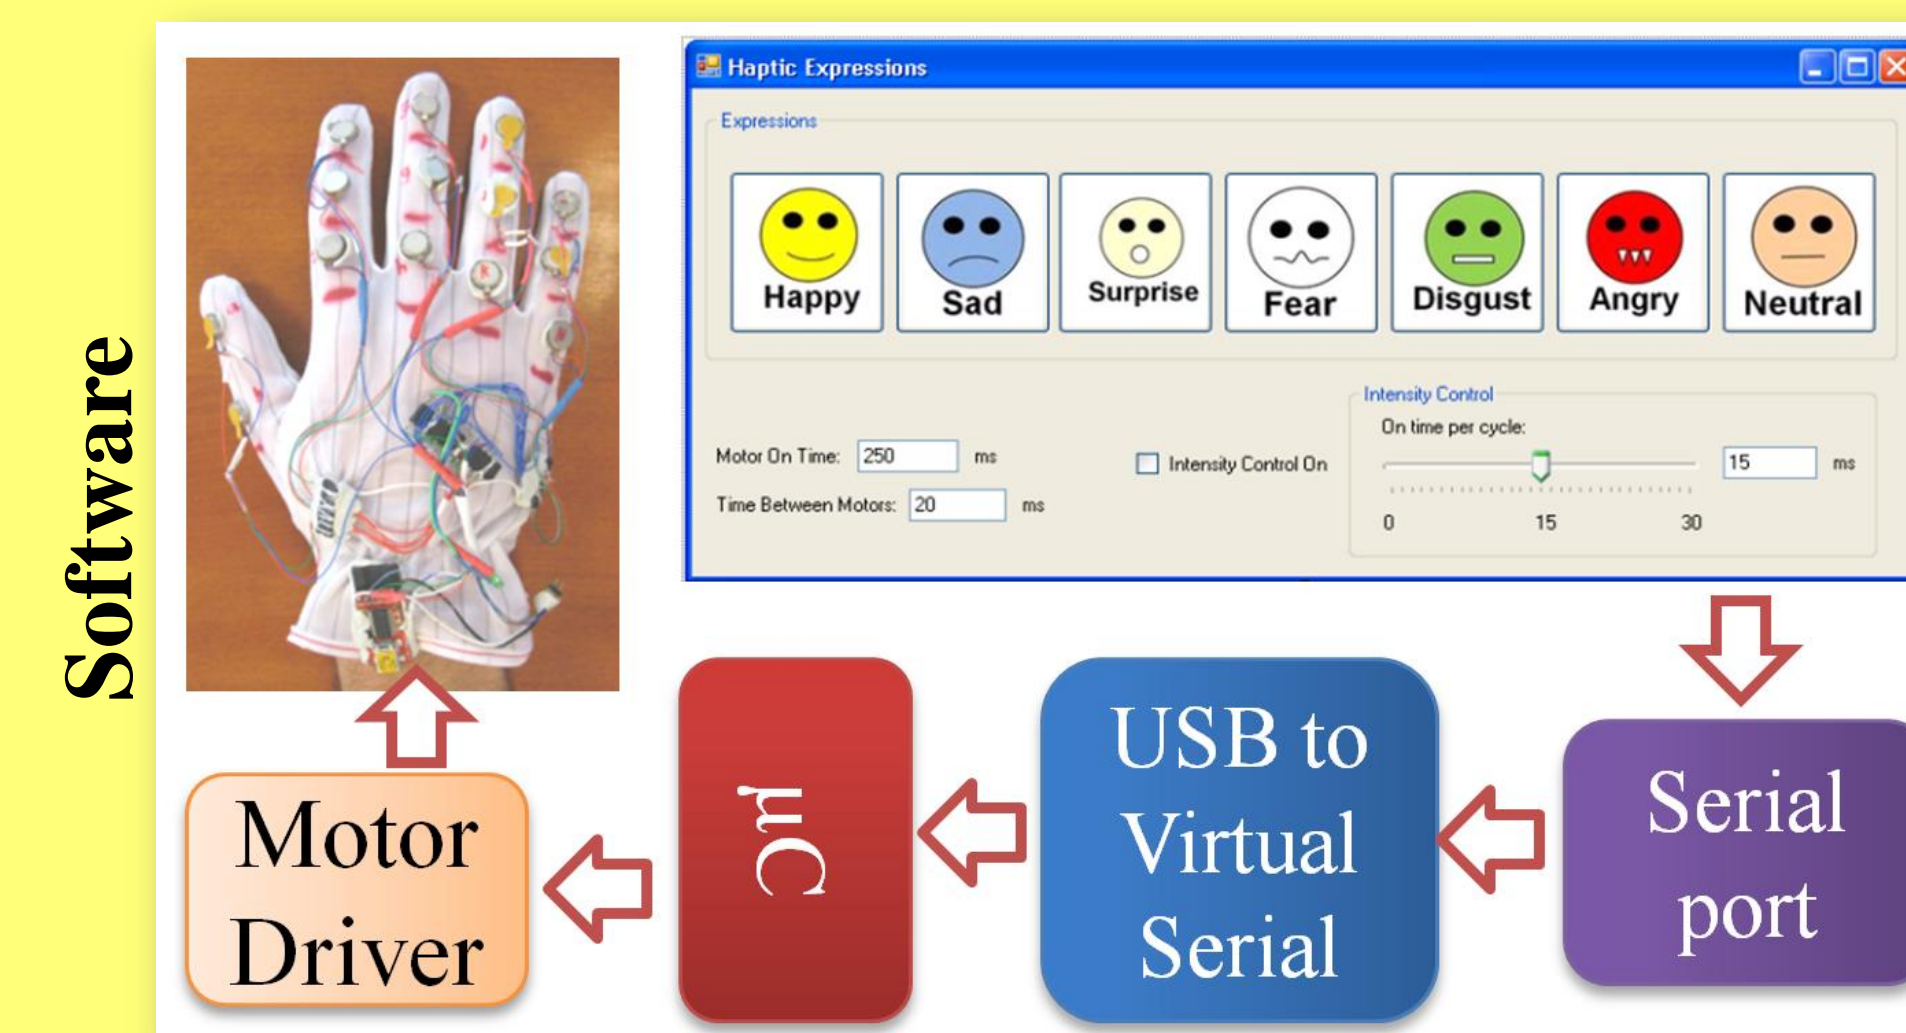 Software
Haptic Expressions
Expressions
Happy
Sad
Surprise
Fear
Disgust
Angry
Neutral
Intensity Control
On time per cycle:
Motor On Time: 250 ms
Intensity Control On
15 ms
Time Between Motors: 20 ms
0 15 30
Motor
Driver
µC
USB to
Virtual
Serial
Serial
port